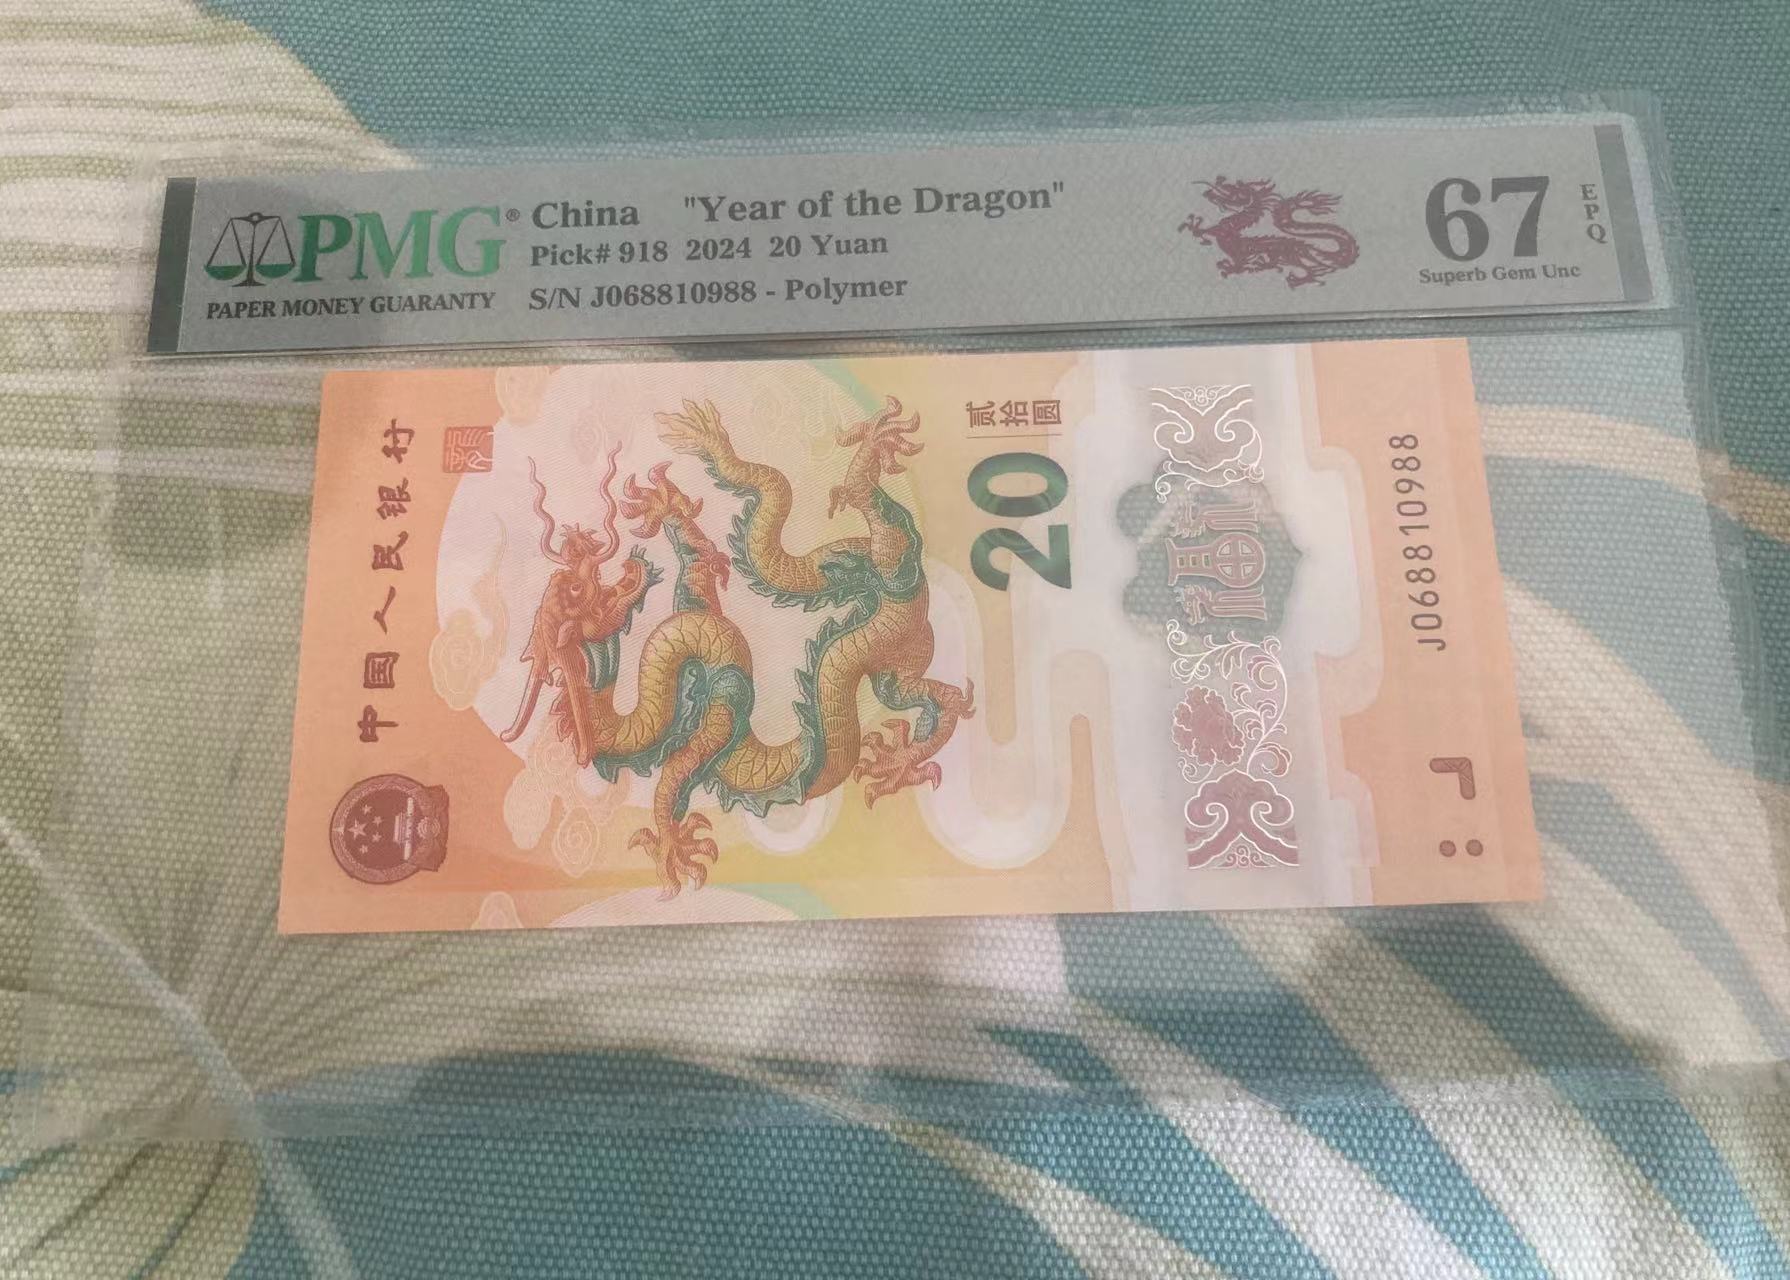 PMG® China "Year of the Dragon"
Pick# 918 2024 20 Yuan
PAPER MONEY GUARANTY S/N J068810988 - Polymer
67 EPQ
Superb Gem Unc
中国人民银行
贰拾圆
20
福
J068810988